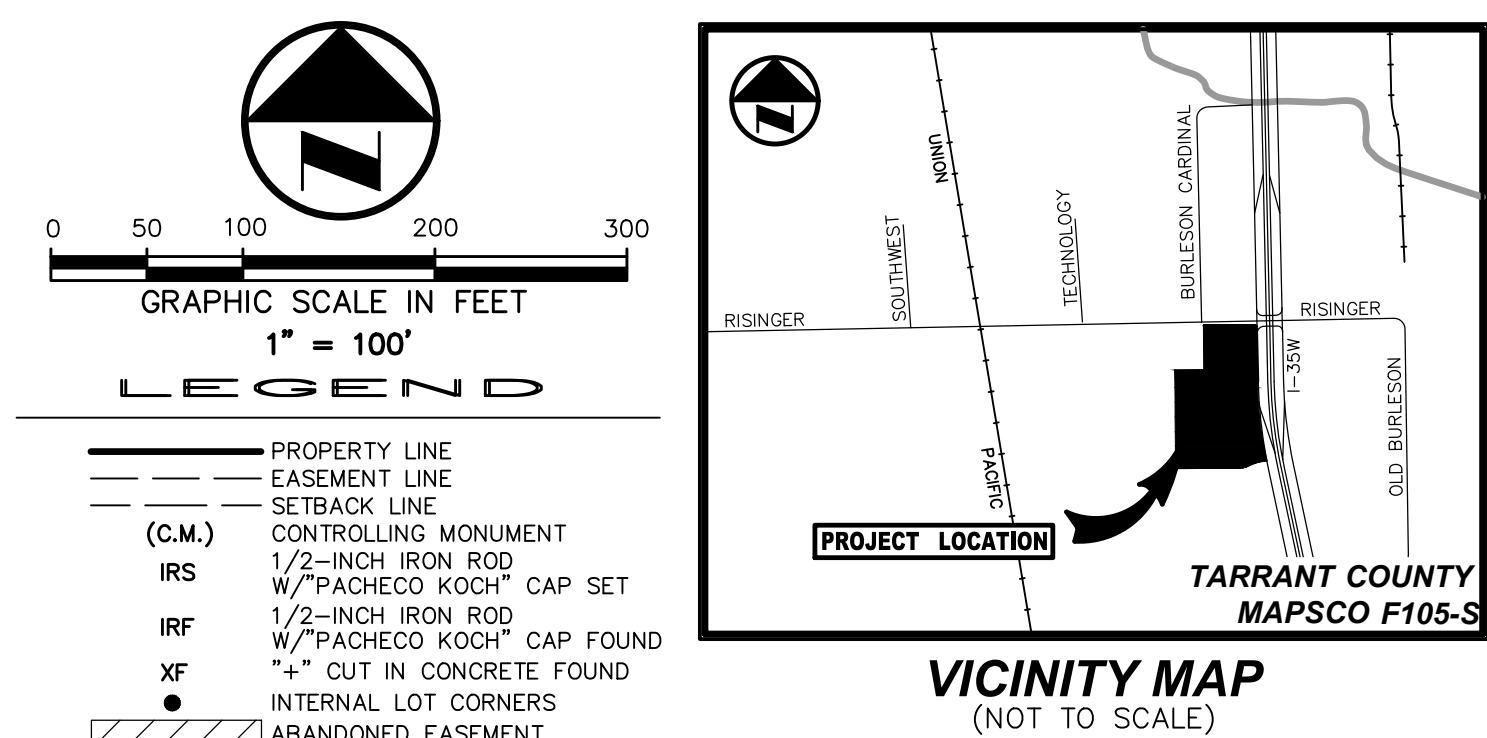 N
0 50 100 200 300
GRAPHIC SCALE IN FEET
1" = 100'
LEGEND
PROPERTY LINE
EASEMENT LINE
SETBACK LINE
(C.M.) CONTROLLING MONUMENT
IRS 1/2-INCH IRON ROD
W/"PACHECO KOCH" CAP SET
IRF 1/2-INCH IRON ROD
W/"PACHECO KOCH" CAP FOUND
XF "+" CUT IN CONCRETE FOUND
INTERNAL LOT CORNERS
ABANDONED EASEMENT
N
UNION
PACIFIC
SOUTHWEST
TECHNOLOGY
BURLESON CARDINAL
RISINGER
RISINGER
I-35W
OLD BURLESON
PROJECT LOCATION
TARRANT COUNTY
MAPSCO F105-S
VICINITY MAP
(NOT TO SCALE)